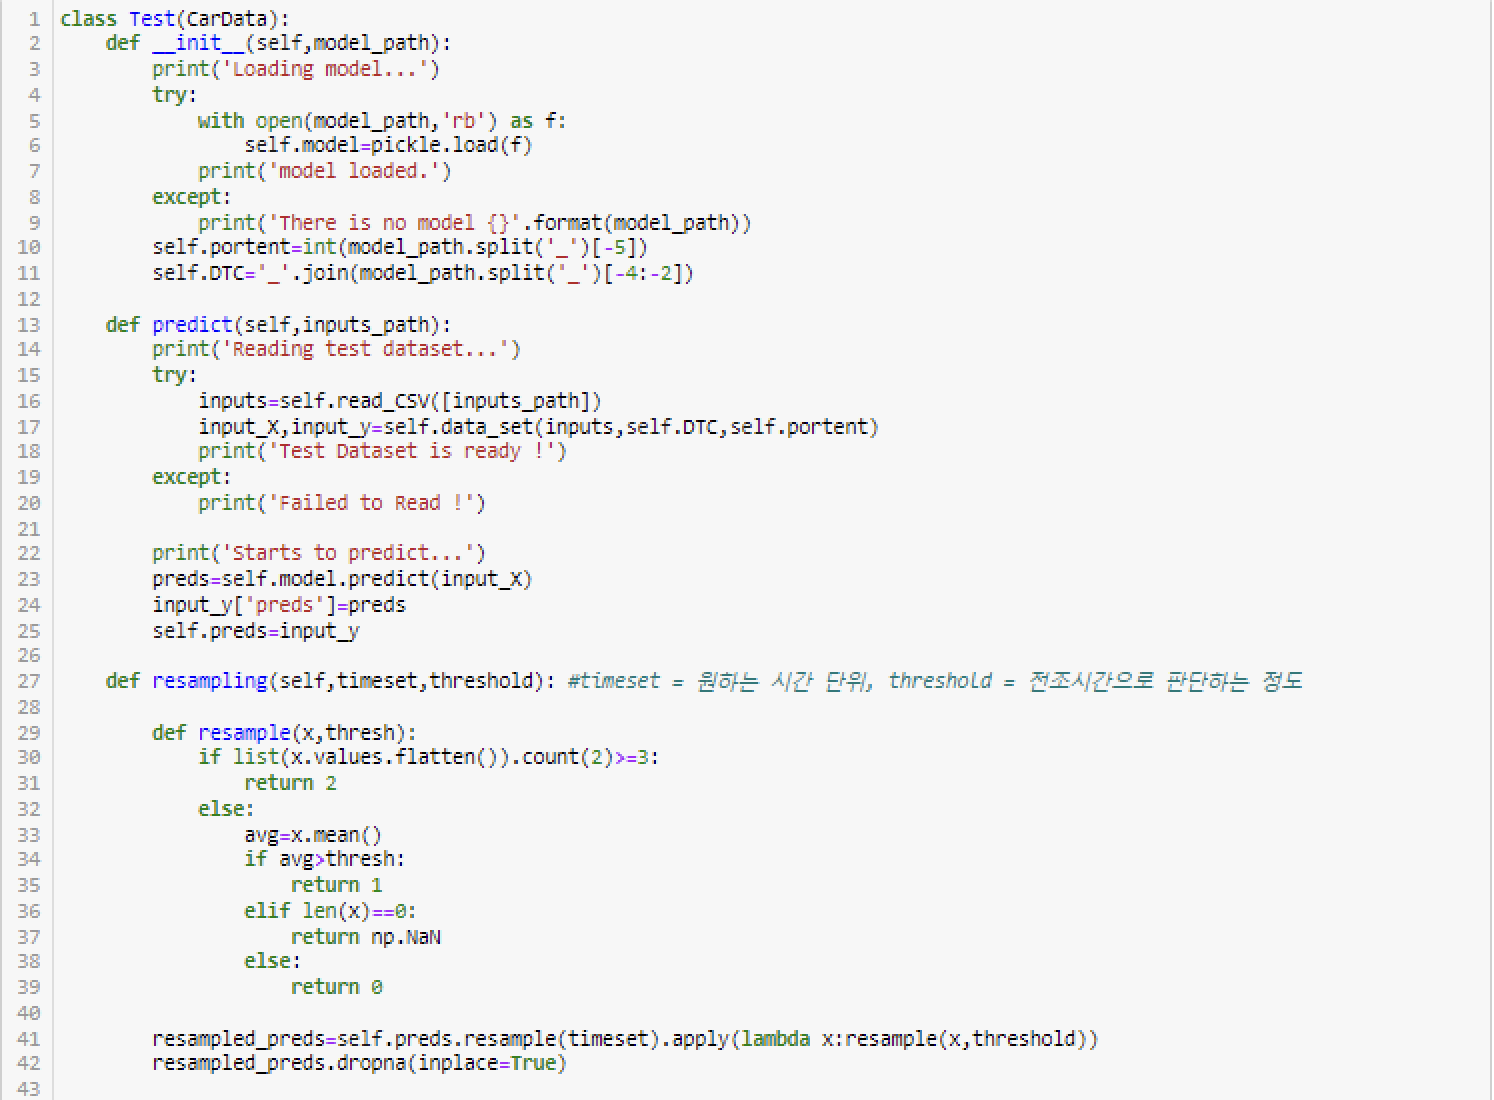 1 class Test(CarData):
2     def __init__(self,model_path):
3         print('Loading model...')
4         try:
5             with open(model_path,'rb') as f:
6                 self.model=pickle.load(f)
7             print('model loaded.')
8         except:
9             print('There is no model {}'.format(model_path))
10         self.portent=int(model_path.split('_')[-5])
11         self.DTC='_'.join(model_path.split('_')[-4:-2])
12
13     def predict(self,inputs_path):
14         print('Reading test dataset...')
15         try:
16             inputs=self.read_CSV([inputs_path])
17             input_X,input_y=self.data_set(inputs,self.DTC,self.portent)
18             print('Test Dataset is ready !')
19         except:
20             print('Failed to Read !')
21
22         print('Starts to predict...')
23         preds=self.model.predict(input_X)
24         input_y['preds']=preds
25         self.preds=input_y
26
27     def resampling(self,timeset,threshold): #timeset = 원하는 시간 단위, threshold = 전조시간으로 판단하는 정도
28
29         def resample(x,thresh):
30             if list(x.values.flatten()).count(2)>=3:
31                 return 2
32             else:
33                 avg=x.mean()
34                 if avg>thresh:
35                     return 1
36                 elif len(x)==0:
37                     return np.NaN
38                 else:
39                     return 0
40
41         resampled_preds=self.preds.resample(timeset).apply(lambda x:resample(x,threshold))
42         resampled_preds.dropna(inplace=True)
43